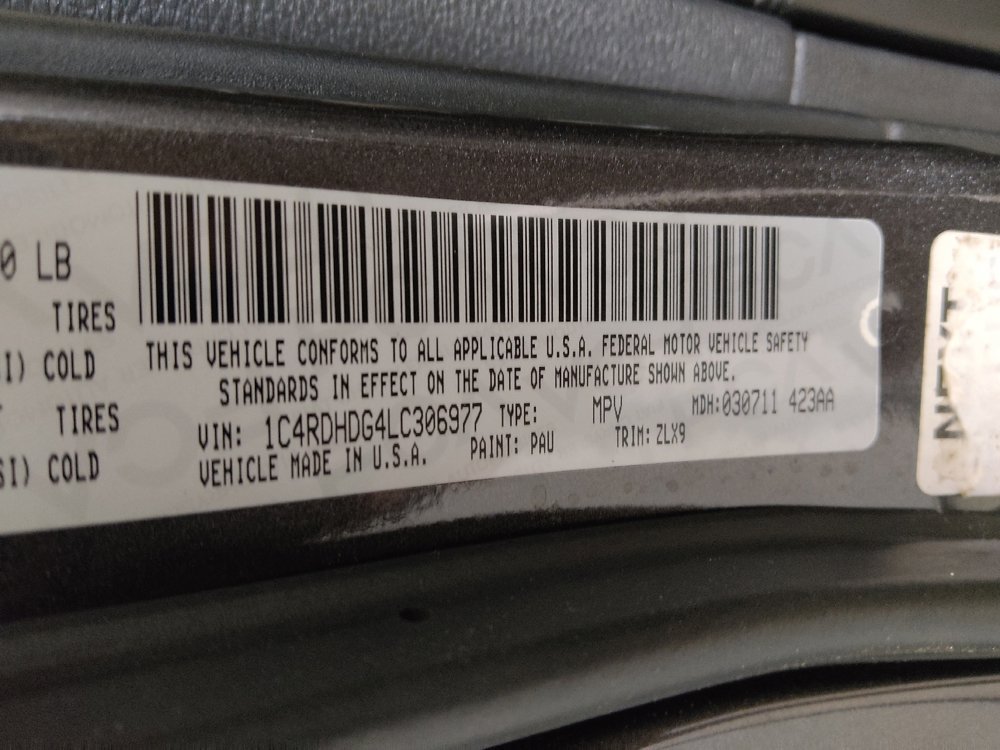 0 LB
TIRES
SI) COLD
TIRES
SI) COLD
THIS VEHICLE CONFORMS TO ALL APPLICABLE U.S.A. FEDERAL MOTOR VEHICLE SAFETY
STANDARDS IN EFFECT ON THE DATE OF MANUFACTURE SHOWN ABOVE.
VIN: 1C4RDHDG4LC306977 TYPE: MPV MDH:030711 423AA
VEHICLE MADE IN U.S.A. PAINT: PAU TRIM: ZLX9
NEXT